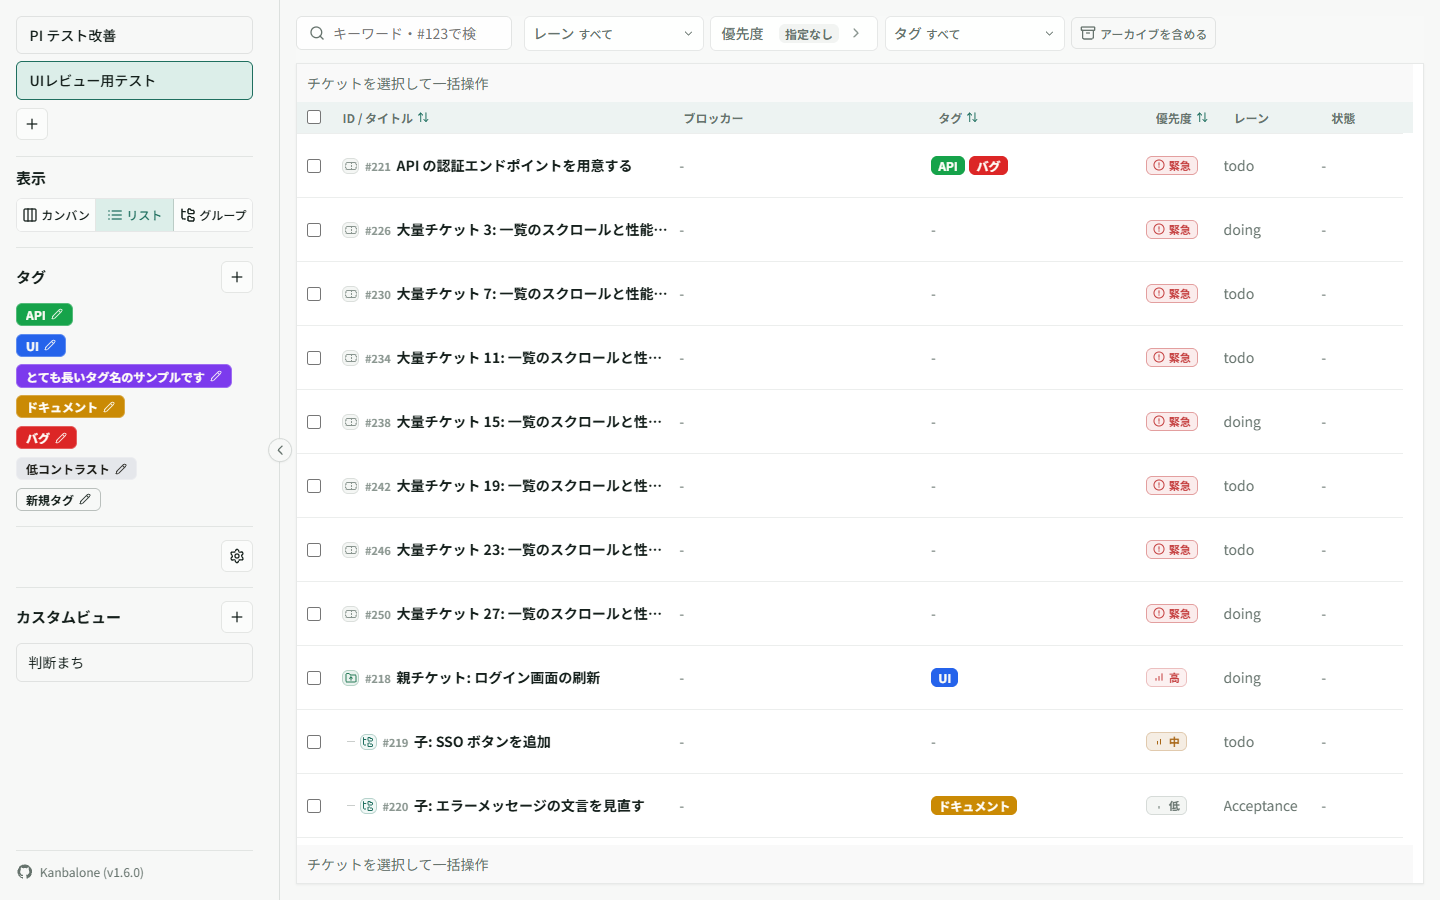 PI テスト改善
UIレビュー用テスト
表示
カンバン リスト グループ
タグ
API
UI
とても長いタグ名のサンプルです
ドキュメント
バグ
低コントラスト
新規タグ
カスタムビュー
判断まち
Kanbalone (v1.6.0)
キーワード・#123で検 レーン すべて 優先度 指定なし タグ すべて アーカイブを含める
チケットを選択して一括操作
ID / タイトル ブロッカー タグ 優先度 レーン 状態
#221 API の認証エンドポイントを用意する - API バグ 緊急 todo -
#226 大量チケット 3: 一覧のスクロールと性能… - - 緊急 doing -
#230 大量チケット 7: 一覧のスクロールと性能… - - 緊急 todo -
#234 大量チケット 11: 一覧のスクロールと性… - - 緊急 todo -
#238 大量チケット 15: 一覧のスクロールと性… - - 緊急 doing -
#242 大量チケット 19: 一覧のスクロールと性… - - 緊急 todo -
#246 大量チケット 23: 一覧のスクロールと性… - - 緊急 todo -
#250 大量チケット 27: 一覧のスクロールと性… - - 緊急 doing -
#218 親チケット: ログイン画面の刷新 - UI 高 doing -
#219 子: SSO ボタンを追加 - - 中 todo -
#220 子: エラーメッセージの文言を見直す - ドキュメント 低 Acceptance -
チケットを選択して一括操作